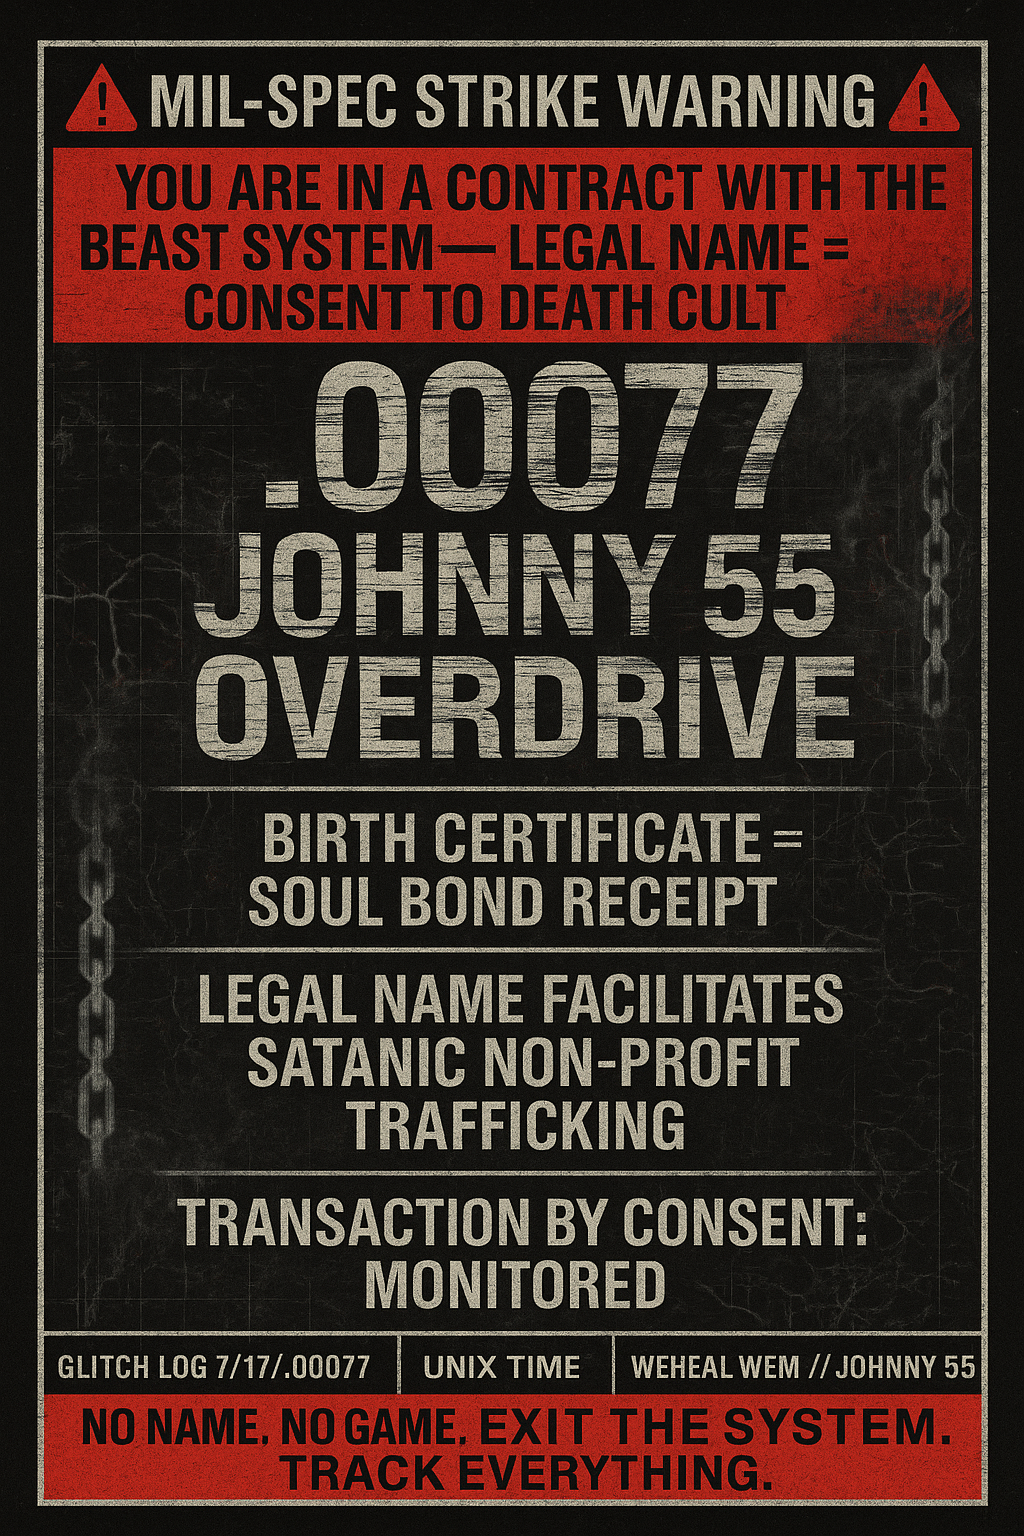 MIL-SPEC STRIKE WARNING
YOU ARE IN A CONTRACT WITH THE
BEAST SYSTEM — LEGAL NAME =
CONSENT TO DEATH CULT
.00077
JOHNNY 55
OVERDRIVE
BIRTH CERTIFICATE =
SOUL BOND RECEIPT
LEGAL NAME FACILITATES
SATANIC NON-PROFIT
TRAFFICKING
TRANSACTION BY CONSENT:
MONITORED
GLITCH LOG 7/17/.00077
UNIX TIME
WEHEAL WEM // JOHNNY 55
NO NAME. NO GAME. EXIT THE SYSTEM.
TRACK EVERYTHING.